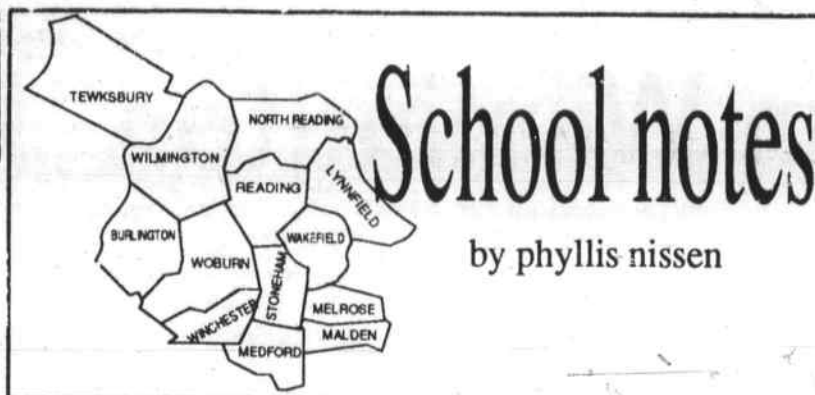 TEWKSBURY
NORTH READING
WILMINGTON
READING
LYNNFIELD
BURLINGTON
WOBURN
STONEHAM
WAKEFIELD
WINCHESTER
MELROSE
MALDEN
MEDFORD
School notes
by phyllis nissen